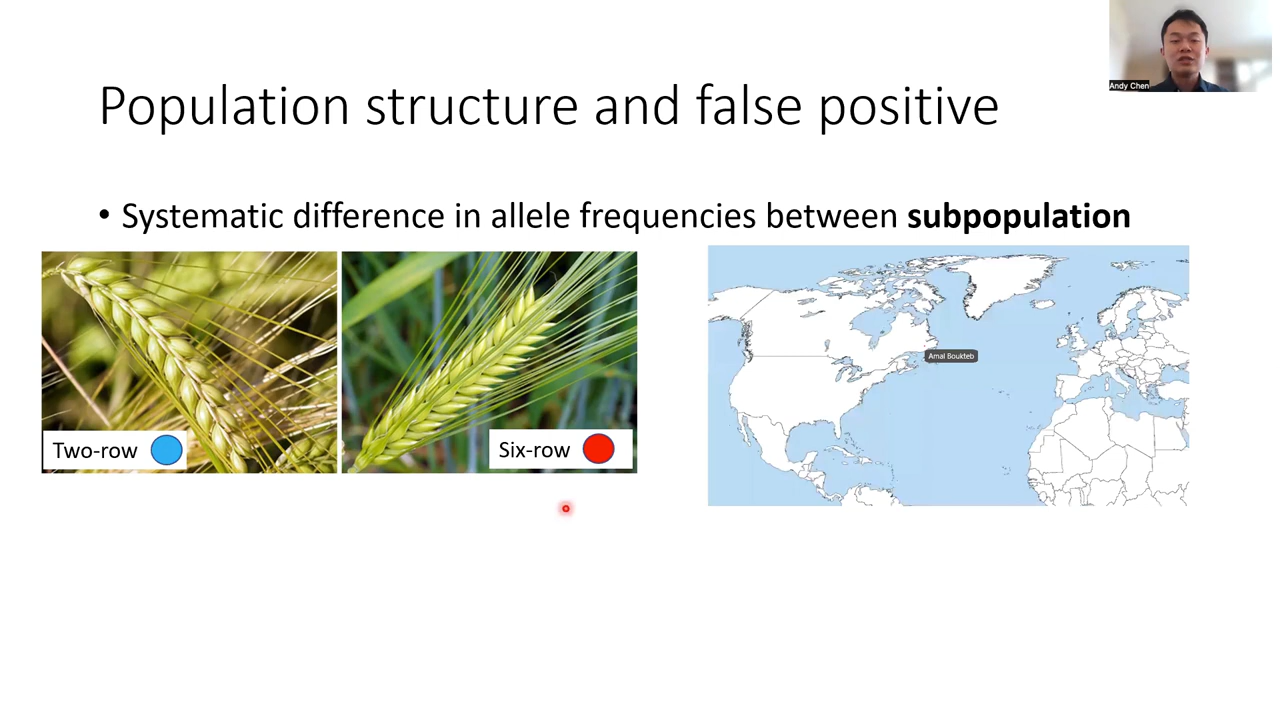 Andy Chen
Population structure and false positive
• Systematic difference in allele frequencies between subpopulation
Amal Boukteb
Two-row
Six-row